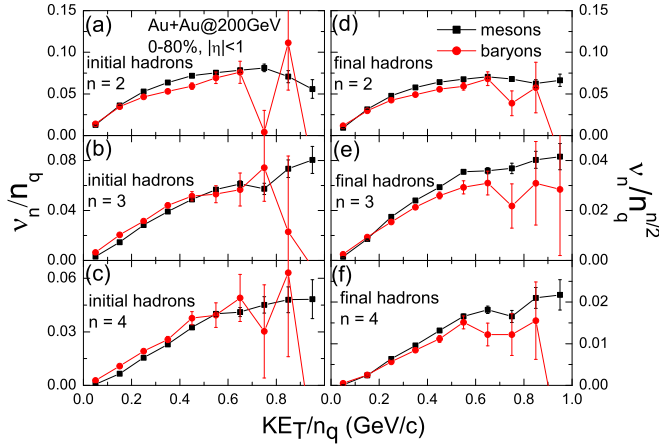 (a) Au+Au@200GeV
0-80%, |η|<1
initial hadrons
n = 2
0.15
0.10
0.05
0.00
(d)
mesons
baryons
final hadrons
n = 2
0.15
0.10
0.05
0.00
(b)
initial hadrons
n = 3
0.08
0.04
0.00
(e)
final hadrons
n = 3
0.04
0.02
0.00
(c)
initial hadrons
n = 4
0.06
0.03
0.00
(f)
final hadrons
n = 4
0.02
0.01
0.00
0.0 0.2 0.4 0.6 0.8 0.0 0.2 0.4 0.6 0.8 1.0
ν_n/n_q
ν_n/n_q^{n/2}
KE_T/n_q (GeV/c)